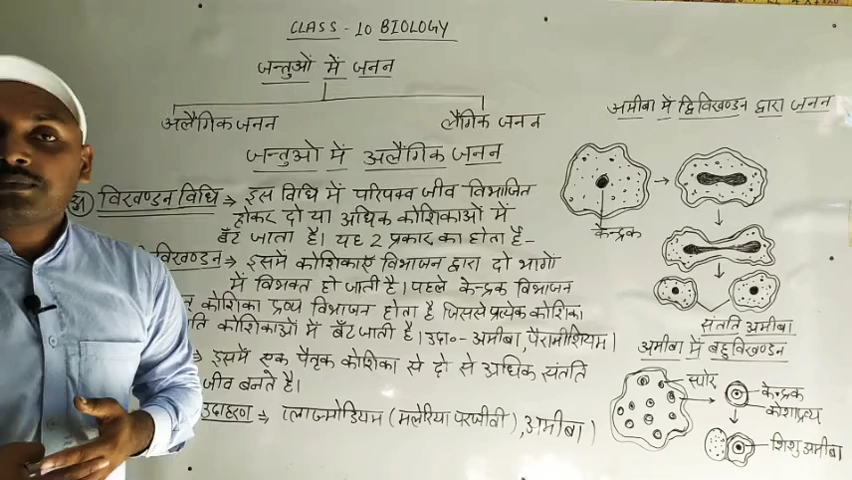 CLASS - 10 BIOLOGY
जन्तुओं में जनन
अलैंगिक जनन
लैंगिक जनन
जन्तुओ में अलैंगिक जनन
विखण्डन विधि → इस विधि में परिपक्व जीव विभाजित
होकर दो या अधिक कोशिकाओं में
बँट जाता है। यह 2 प्रकार का होता है-
विखण्डन → इसमें कोशिकाएँ विभाजन द्वारा दो भागों
में विभक्त हो जाती है। पहले केन्द्रक विभाजन
कोशिका द्रव्य विभाजन होता है जिससे प्रत्येक कोशिका
कोशिकाओं में बँट जाती है। उदा०- अमीबा, पैरामीशियम।
→ इसमें एक पैतृक कोशिका से दो से अधिक संतति
जीव बनते है।
उदाहरण → प्लाज्मोडियम (मलेरिया परजीवी), अमीबा)
अमीबा में द्विविखण्डन द्वारा जनन
केन्द्रक
संतति अमीबा
अमीबा में बहुविखण्डन
स्पोर
केन्द्रक
कोशाद्रव्य
शिशु अमीबा